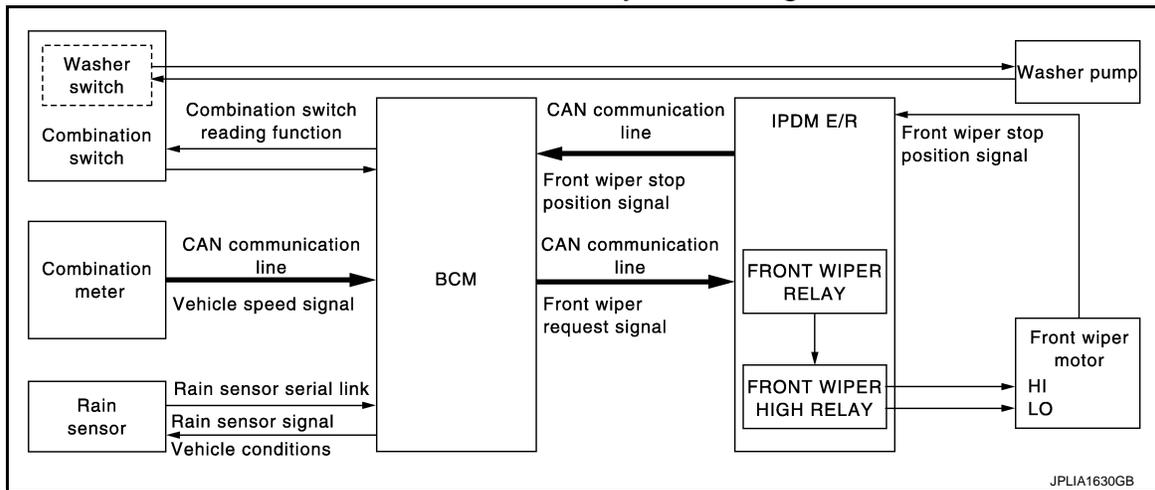 Washer
switch
Combination
switch
Combination switch
reading function
Combination
meter
CAN communication
line
Vehicle speed signal
Rain
sensor
Rain sensor serial link
Rain sensor signal
Vehicle conditions
BCM
CAN communication
line
Front wiper stop
position signal
CAN communication
line
Front wiper
request signal
IPDM E/R
FRONT WIPER
RELAY
FRONT WIPER
HIGH RELAY
Washer pump
Front wiper stop
position signal
Front wiper
motor
HI
LO
JPLIA1630GB